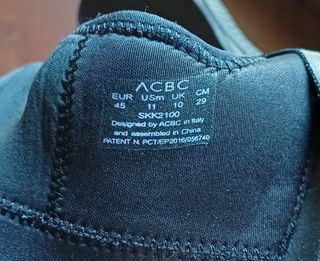 ACBC
EUR USm UK CM
45 11 10 29
SKK2100
Designed by ACBC in Italy
and assembled in China
PATENT N. PCT/EP2016/056740